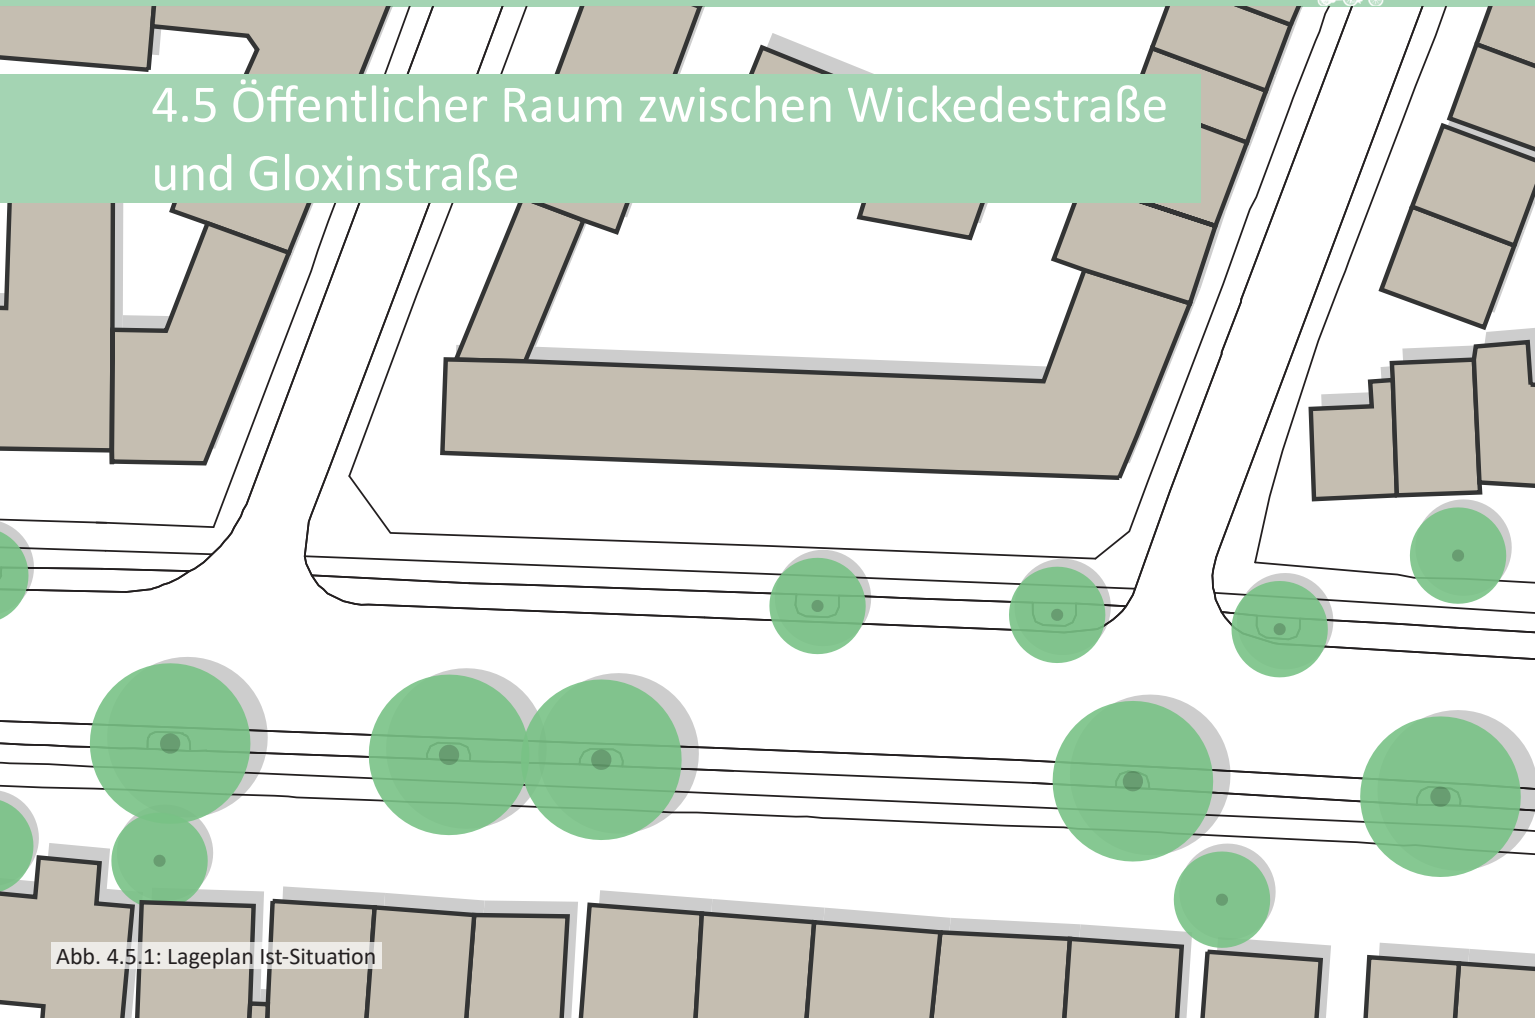 4.5 Öffentlicher Raum zwischen Wickedestraße
und Gloxinstraße
Abb. 4.5.1: Lageplan Ist-Situation